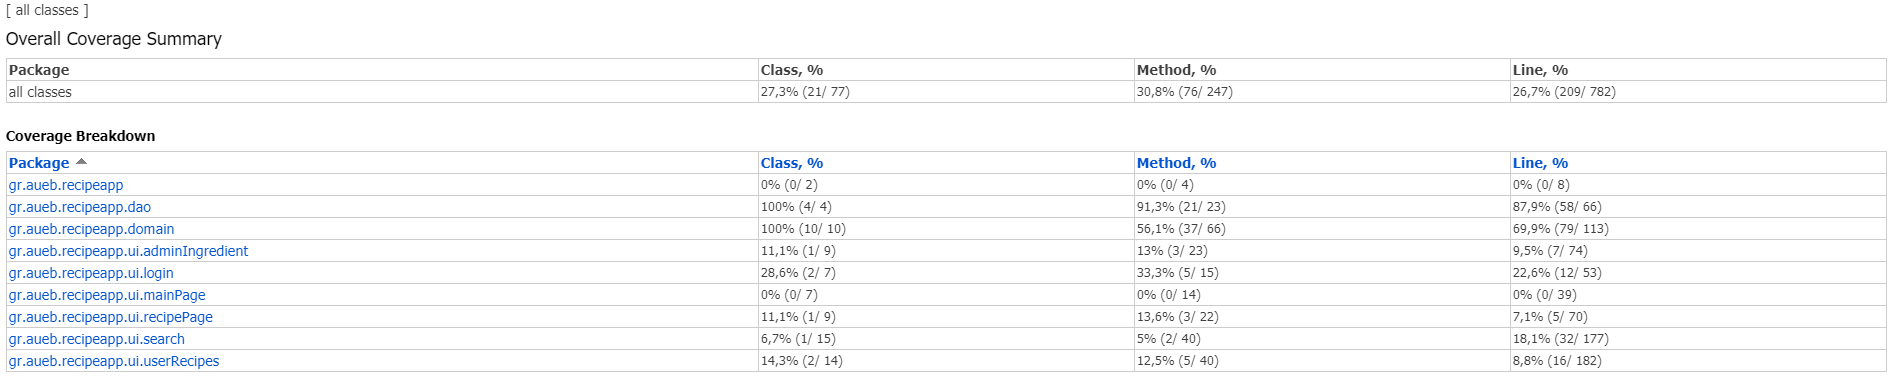 [ all classes ]
Overall Coverage Summary
Package Class, % Method, % Line, %
all classes 27,3% (21/ 77) 30,8% (76/ 247) 26,7% (209/ 782)
Coverage Breakdown
Package Class, % Method, % Line, %
gr.aueb.recipeapp 0% (0/ 2) 0% (0/ 4) 0% (0/ 8)
gr.aueb.recipeapp.dao 100% (4/ 4) 91,3% (21/ 23) 87,9% (58/ 66)
gr.aueb.recipeapp.domain 100% (10/ 10) 56,1% (37/ 66) 69,9% (79/ 113)
gr.aueb.recipeapp.ui.adminIngredient 11,1% (1/ 9) 13% (3/ 23) 9,5% (7/ 74)
gr.aueb.recipeapp.ui.login 28,6% (2/ 7) 33,3% (5/ 15) 22,6% (12/ 53)
gr.aueb.recipeapp.ui.mainPage 0% (0/ 7) 0% (0/ 14) 0% (0/ 39)
gr.aueb.recipeapp.ui.recipePage 11,1% (1/ 9) 13,6% (3/ 22) 7,1% (5/ 70)
gr.aueb.recipeapp.ui.search 6,7% (1/ 15) 5% (2/ 40) 18,1% (32/ 177)
gr.aueb.recipeapp.ui.userRecipes 14,3% (2/ 14) 12,5% (5/ 40) 8,8% (16/ 182)